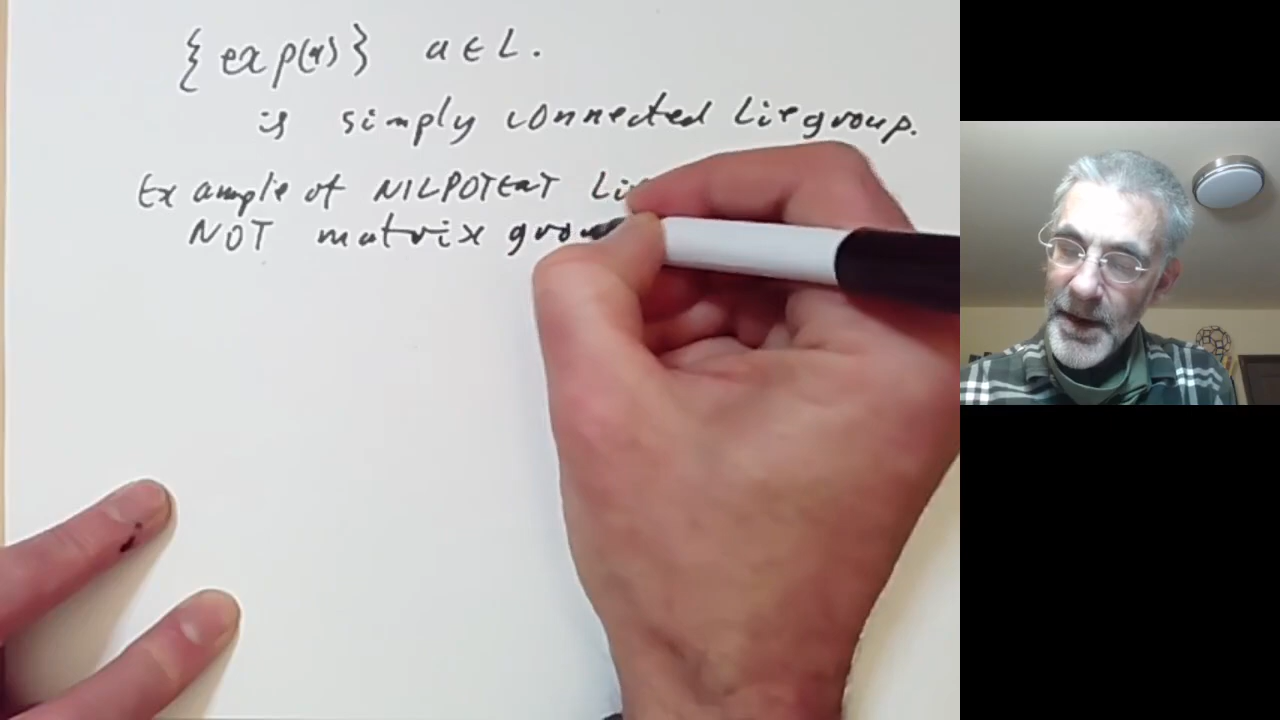 {exp(a)} a ∈ L.
is simply connected Lie group.
Example of NILPOTENT
NOT matrix